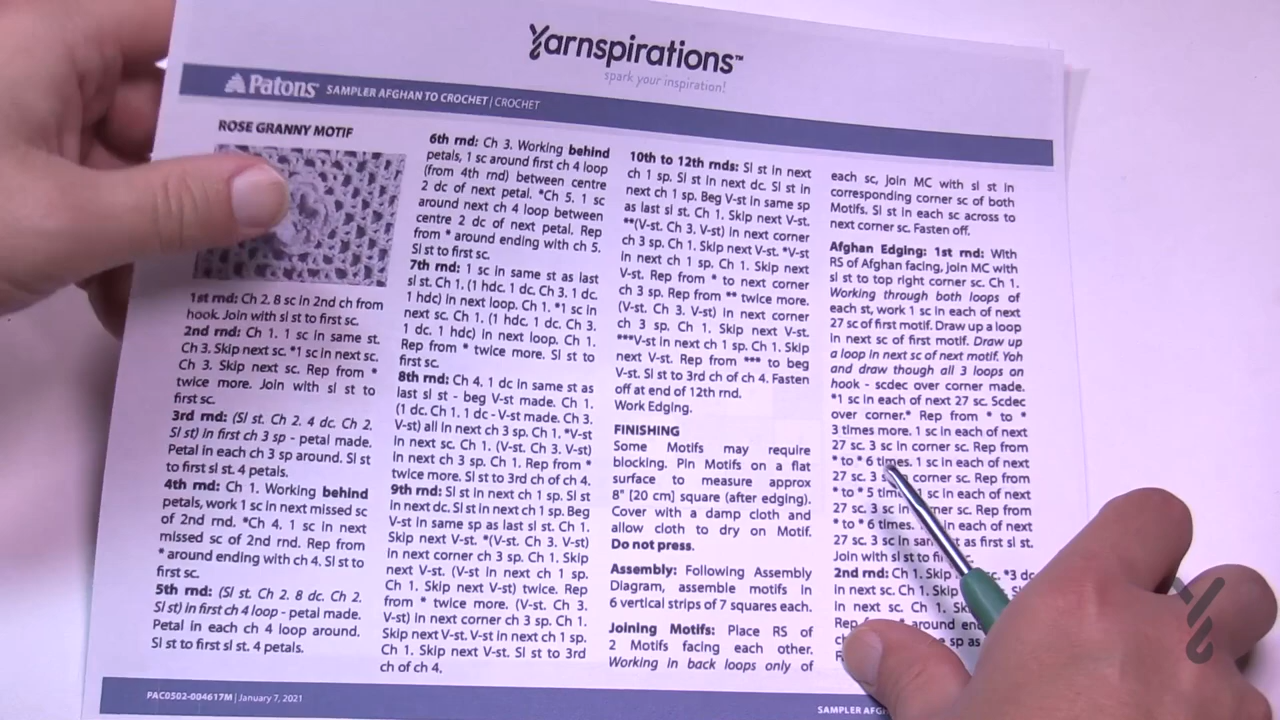 Yarnspirations™
spark your inspiration!
Patons SAMPLER AFGHAN TO CROCHET | CROCHET
ROSE GRANNY MOTIF
1st rnd: Ch 2. 8 sc in 2nd ch from
hook. Join with sl st to first sc.
2nd rnd: Ch 1. 1 sc in same st.
Ch 3. Skip next sc. *1 sc in next sc.
Ch 3. Skip next sc. Rep from *
twice more. Join with sl st to
first sc.
3rd rnd: (Sl st. Ch 2. 4 dc. Ch 2.
Sl st) in first ch 3 sp - petal made.
Petal in each ch 3 sp around. Sl st
to first sl st. 4 petals.
4th rnd: Ch 1. Working behind
petals, work 1 sc in next missed sc
of 2nd rnd. *Ch 4. 1 sc in next
missed sc of 2nd rnd. Rep from
* around ending with ch 4. Sl st to
first sc.
5th rnd: (Sl st. Ch 2. 8 dc. Ch 2.
Sl st) in first ch 4 loop - petal made.
Petal in each ch 4 loop around.
Sl st to first sl st. 4 petals.
6th rnd: Ch 3. Working behind
petals, 1 sc around first ch 4 loop
(from 4th rnd) between centre
2 dc of next petal. *Ch 5. 1 sc
around next ch 4 loop between
centre 2 dc of next petal. Rep
from * around ending with ch 5.
Sl st to first sc.
7th rnd: 1 sc in same st as last
sl st. Ch 1. (1 hdc. 1 dc. Ch 3. 1 dc.
1 hdc) in next loop. Ch 1. *1 sc in
next sc. Ch 1. (1 hdc. 1 dc. Ch 3.
1 dc. 1 hdc) in next loop. Ch 1.
Rep from * twice more. Sl st to
first sc.
8th rnd: Ch 4. 1 dc in same st as
last sl st - beg V-st made. Ch 1.
(1 dc. Ch 1. 1 dc - V-st made. Ch 3.
V-st) all in next ch 3 sp. Ch 1. *V-st
in next sc. Ch 1. (V-st. Ch 3. V-st)
in next ch 3 sp. Ch 1. Rep from *
twice more. Sl st to 3rd ch of ch 4.
9th rnd: Sl st in next ch 1 sp. Sl st
in next dc. Sl st in next ch 1 sp. Beg
V-st in same sp as last sl st. Ch 1.
Skip next V-st. *(V-st. Ch 3. V-st)
in next corner ch 3 sp. Ch 1. Skip
next V-st. (V-st in next ch 1 sp.
Ch 1. Skip next V-st) twice. Rep
from * twice more. (V-st. Ch 3.
V-st) in next corner ch 3 sp. Ch 1.
Skip next V-st. V-st in next ch 1 sp.
Ch 1. Skip next V-st. Sl st to 3rd
ch of ch 4.
10th to 12th rnds: Sl st in next
ch 1 sp. Sl st in next dc. Sl st in
next ch 1 sp. Beg V-st in same sp
as last sl st. Ch 1. Skip next V-st.
**(V-st. Ch 3. V-st) in next corner
ch 3 sp. Ch 1. Skip next V-st. *V-st
in next ch 1 sp. Ch 1. Skip next
V-st. Rep from * to next corner
ch 3 sp. Rep from ** twice more.
(V-st. Ch 3. V-st) in next corner
ch 3 sp. Ch 1. Skip next V-st.
***V-st in next ch 1 sp. Ch 1. Skip
next V-st. Rep from *** to beg
V-st. Sl st to 3rd ch of ch 4. Fasten
off at end of 12th rnd.
Work Edging.
FINISHING
Some Motifs may require
blocking. Pin Motifs on a flat
surface to measure approx
8" [20 cm] square (after edging).
Cover with a damp cloth and
allow cloth to dry on Motif.
Do not press.
Assembly: Following Assembly
Diagram, assemble motifs in
6 vertical strips of 7 squares each.
Joining Motifs: Place RS of
2 Motifs facing each other.
Working in back loops only of
each sc, join MC with sl st in
corresponding corner sc of both
Motifs. Sl st in each sc across to
next corner sc. Fasten off.
Afghan Edging: 1st rnd: With
RS of Afghan facing, join MC with
sl st to top right corner sc. Ch 1.
Working through both loops of
each st, work 1 sc in each of next
27 sc of first motif. Draw up a loop
in next sc of first motif. Draw up
a loop in next sc of next motif. Yoh
and draw though all 3 loops on
hook - scdec over corner made.
*1 sc in each of next 27 sc. Scdec
over corner.* Rep from * to *
3 times more. 1 sc in each of next
27 sc. 3 sc in corner sc. Rep from
* to * 6 times. 1 sc in each of next
27 sc. 3 s corner sc. Rep from
* to * 5 tim 1 sc in each of next
27 sc. 3 sc in ner sc. Rep from
* to * 6 times. in each of next
27 sc. 3 sc in sam as first sl st.
Join with sl st to fi c.
2nd rnd: Ch 1. Skip c. *3 dc
in next sc. Ch 1. Sk Sl
in next sc. Ch 1. Sk
Rep around en
ch sp as
PAC0502-004617M | January 7, 2021
SAMPLER AFG